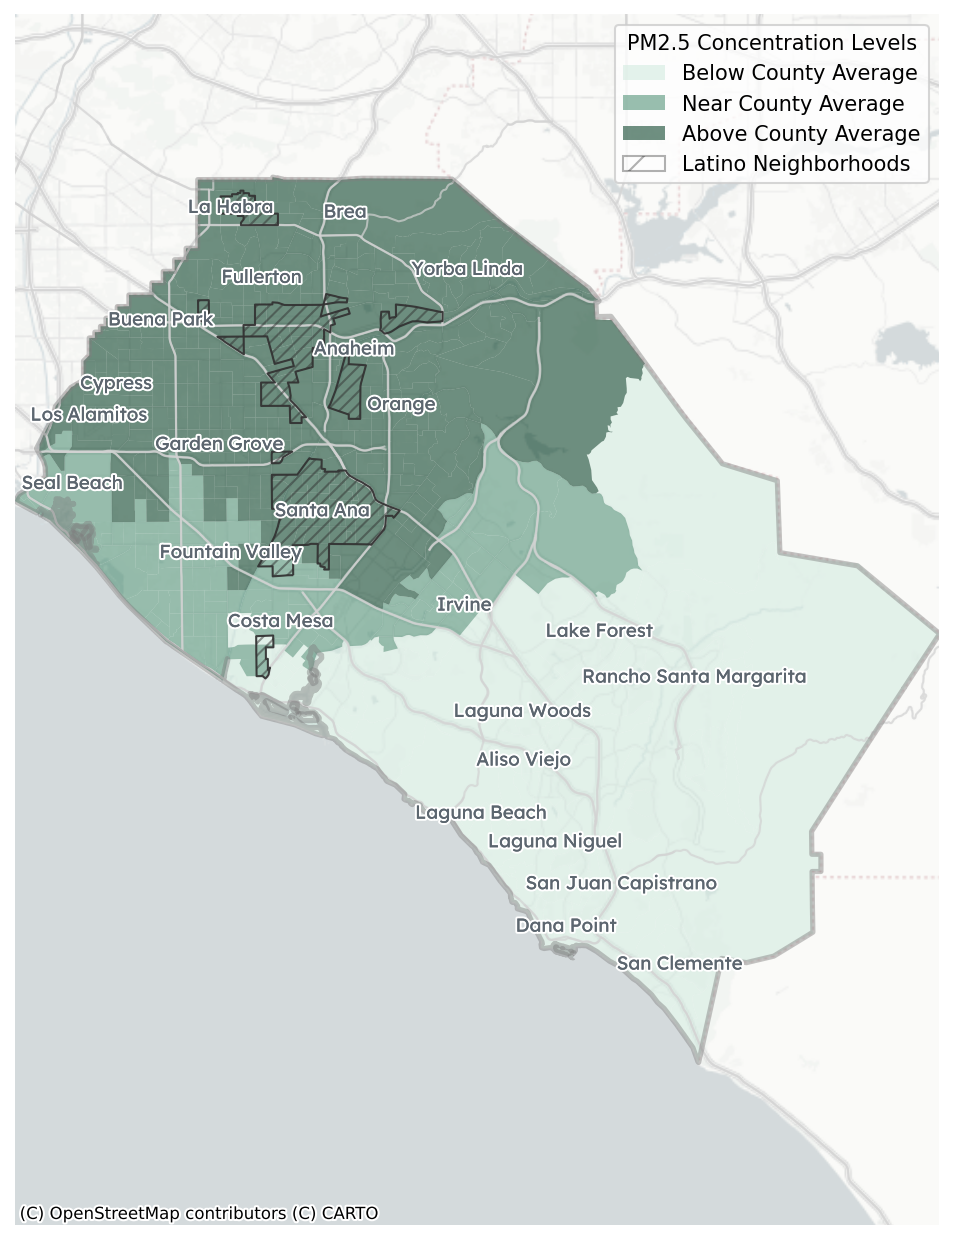 PM2.5 Concentration Levels
Below County Average
Near County Average
Above County Average
Latino Neighborhoods
La Habra
Brea
Fullerton
Yorba Linda
Buena Park
Anaheim
Cypress
Orange
Los Alamitos
Garden Grove
Seal Beach
Santa Ana
Fountain Valley
Irvine
Costa Mesa
Lake Forest
Rancho Santa Margarita
Laguna Woods
Aliso Viejo
Laguna Beach
Laguna Niguel
San Juan Capistrano
Dana Point
San Clemente
(C) OpenStreetMap contributors (C) CARTO